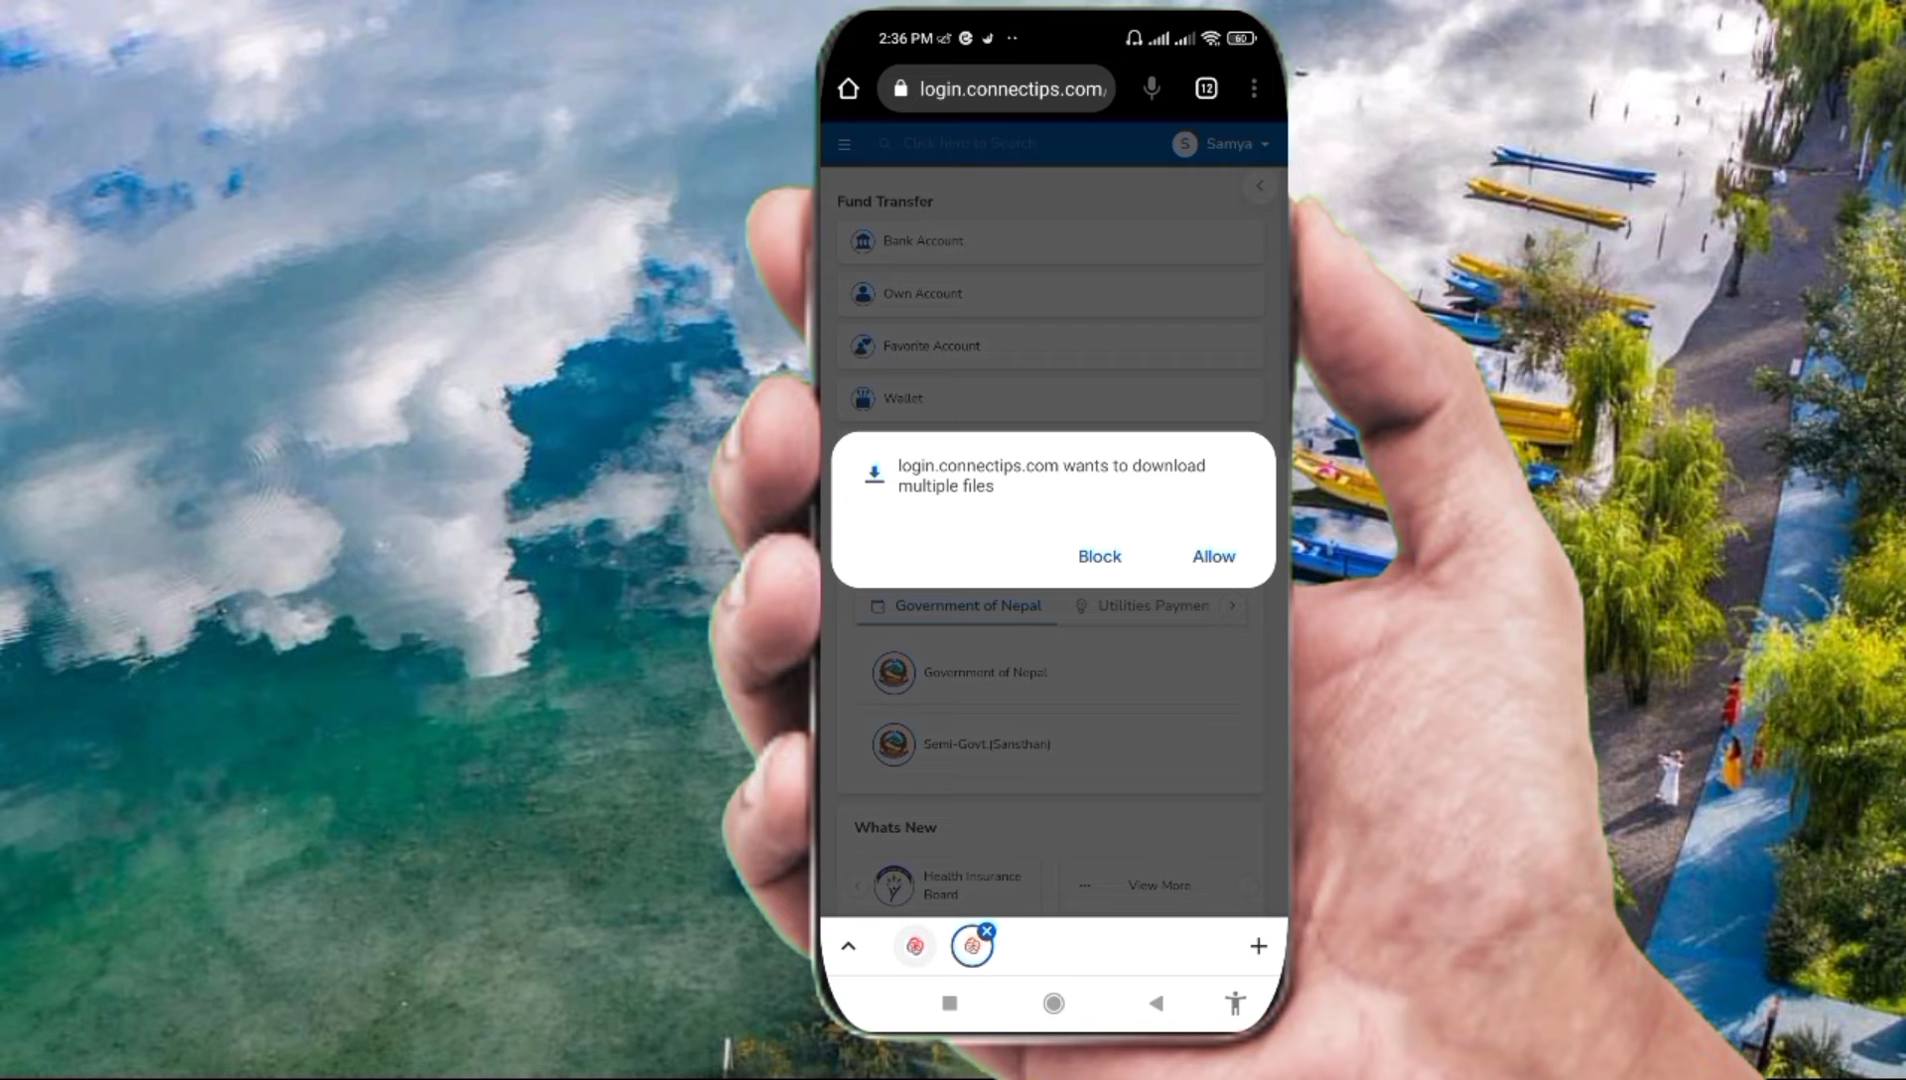 2:36 PM
60
login.connectips.com/
12
Click here to Search
S Samya
Fund Transfer
Bank Account
Own Account
Favorite Account
Wallet
login.connectips.com wants to download
multiple files
Block Allow
Government of Nepal Utilities Paymen
Government of Nepal
Semi-Govt.(Sansthan)
Whats New
Health Insurance
Board
View More